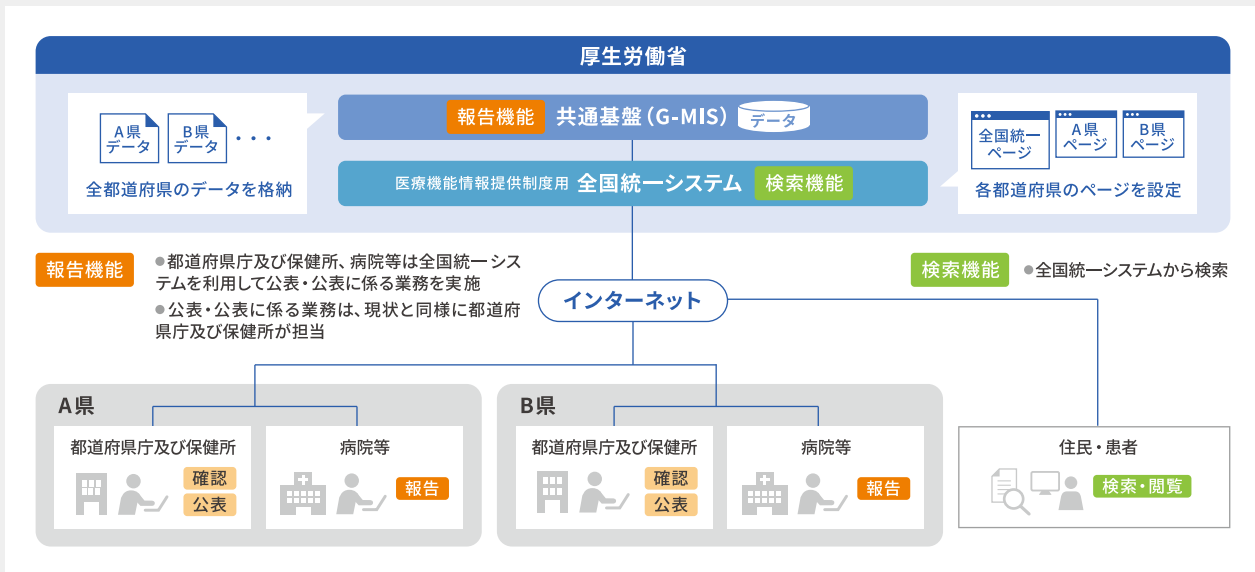 厚生労働省
A県
データ
B県
データ
・・・
全都道府県のデータを格納
報告機能 共通基盤（G-MIS） データ
医療機能情報提供制度用 全国統一システム 検索機能
全国統一
ページ
A県
ページ
B県
ページ
各都道府県のページを設定
報告機能
●都道府県庁及び保健所、病院等は全国統一シス
テムを利用して公表・公表に係る業務を実施
●公表・公表に係る業務は、現状と同様に都道府
県庁及び保健所が担当
検索機能 ●全国統一システムから検索
インターネット
A県
都道府県庁及び保健所
確認
公表
病院等
報告
B県
都道府県庁及び保健所
確認
公表
病院等
報告
住民・患者
検索・閲覧